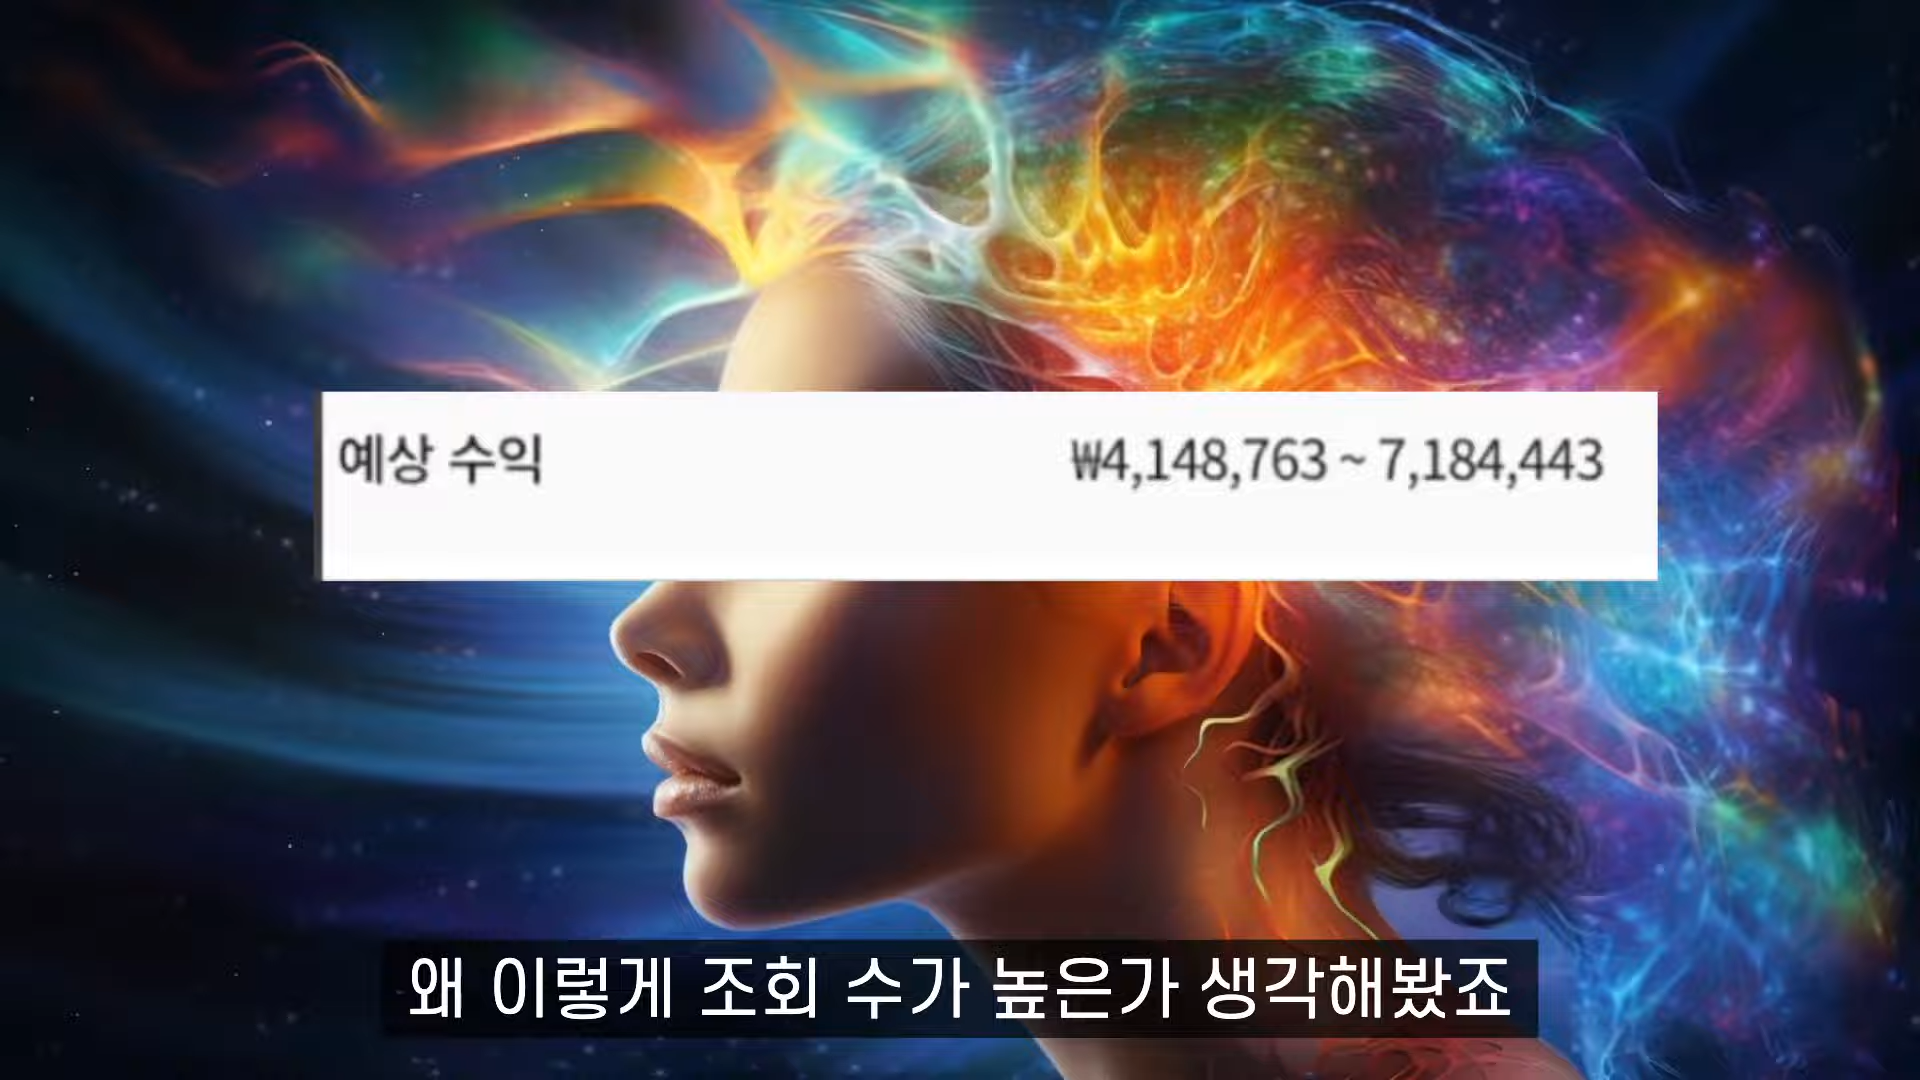 예상 수익 ₩4,148,763 ~ 7,184,443
왜 이렇게 조회 수가 높은가 생각해봤죠